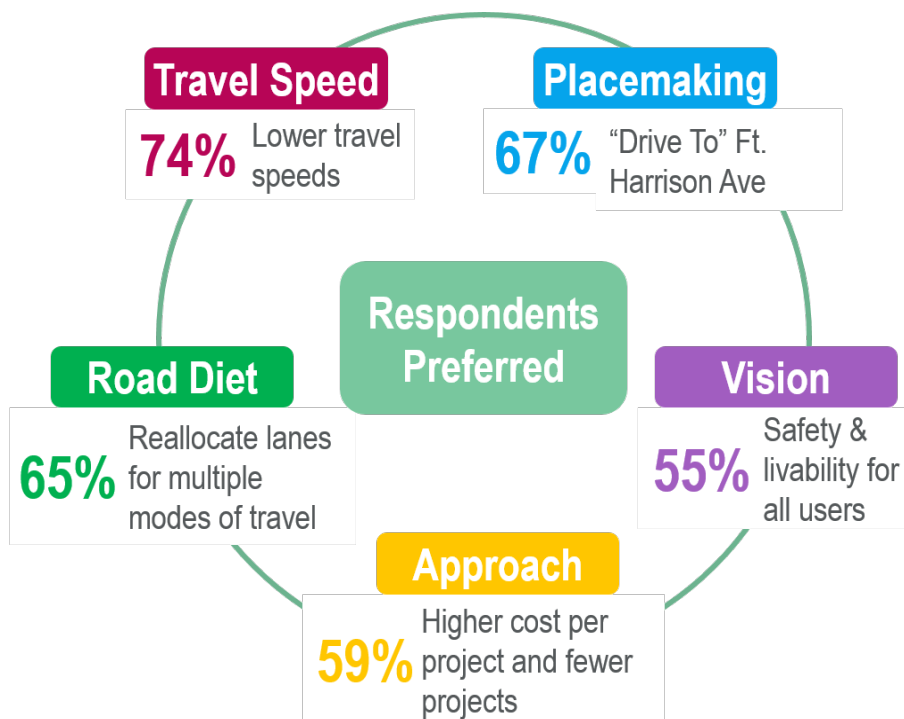 Travel Speed
74%
Lower travel
speeds
Placemaking
67%
“Drive To” Ft.
Harrison Ave
Respondents
Preferred
Road Diet
65%
Reallocate lanes
for multiple
modes of travel
Vision
55%
Safety &
livability for
all users
Approach
59%
Higher cost per
project and fewer
projects